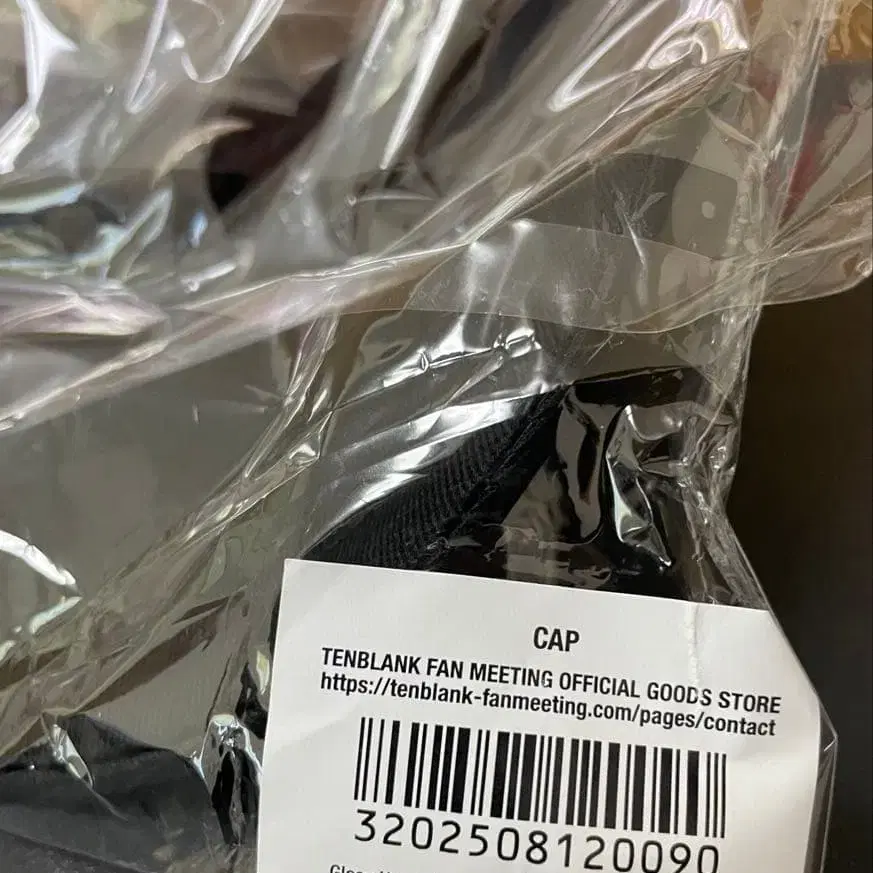 CAP
TENBLANK FAN MEETING OFFICIAL GOODS STORE
https://tenblank-fanmeeting.com/pages/contact
3202508120090